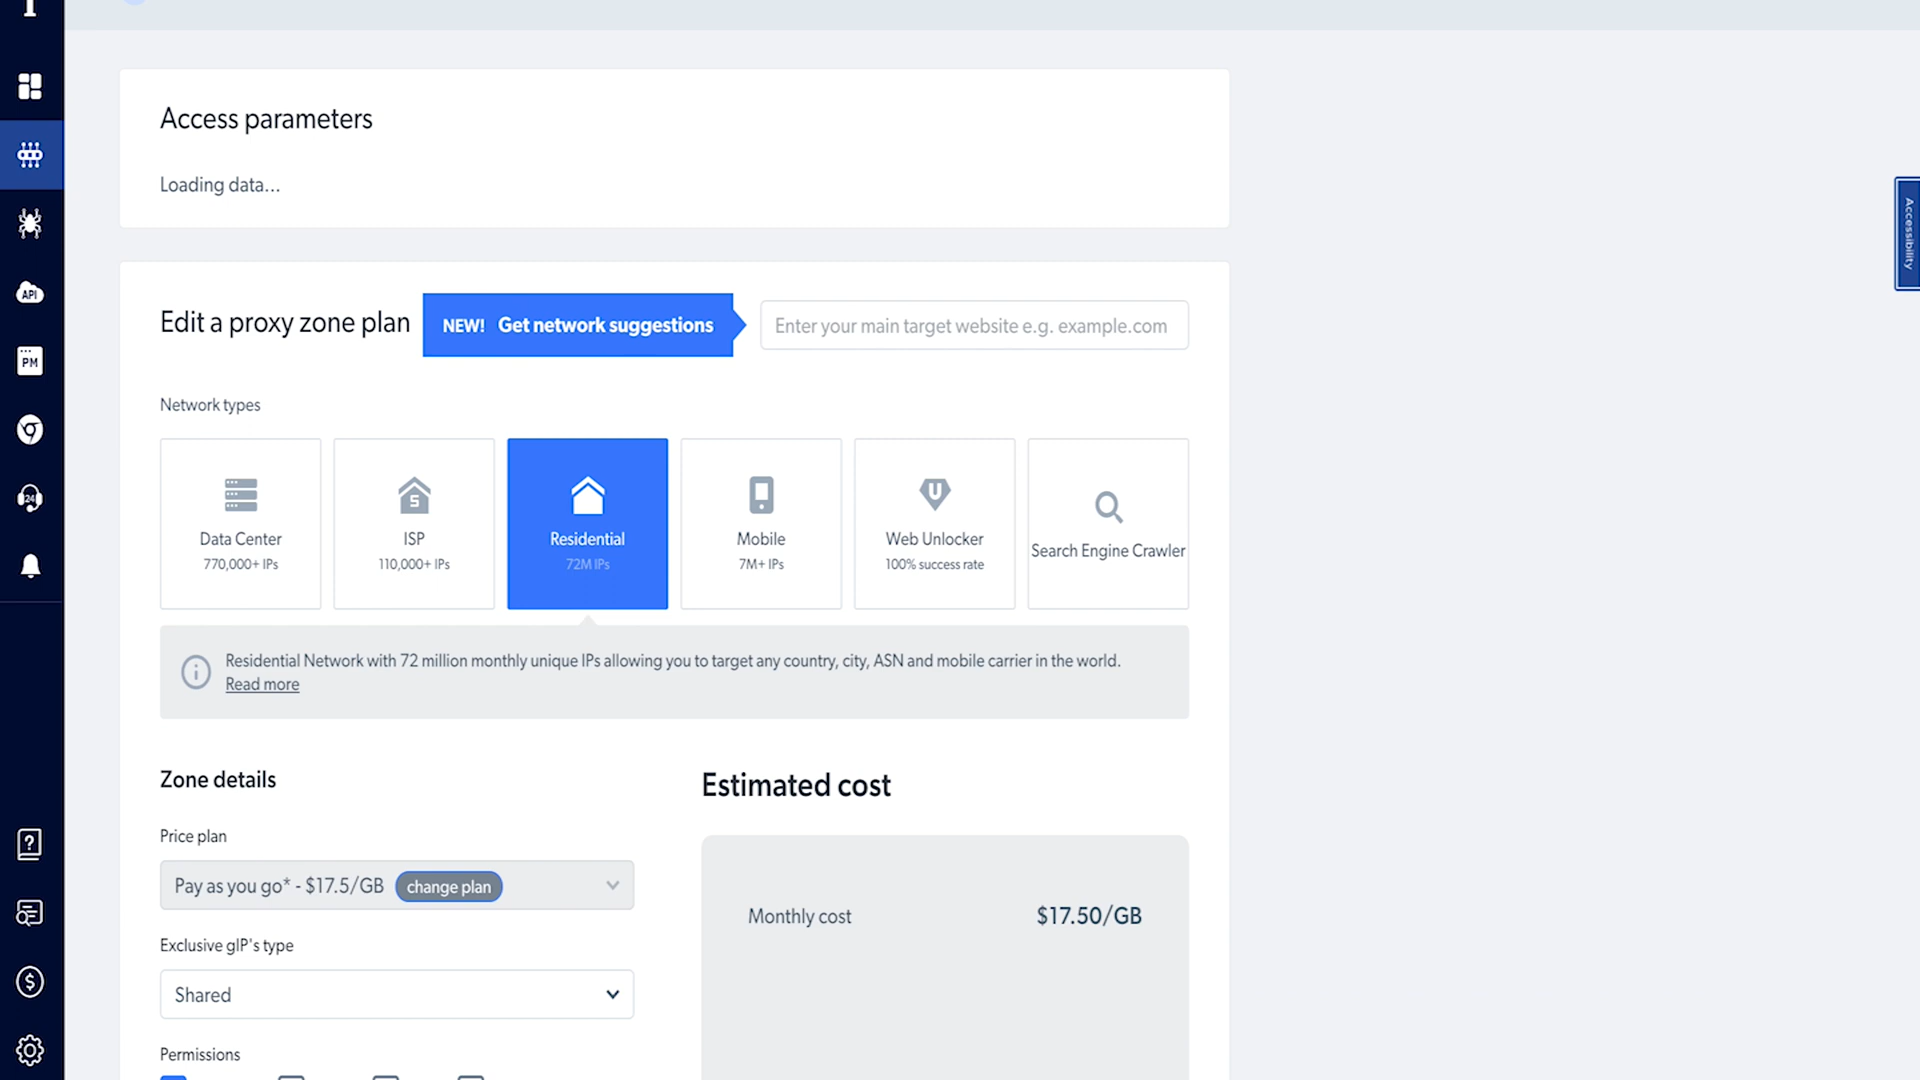 Access parameters
Loading data...
Accessibility
Edit a proxy zone plan
NEW! Get network suggestions
Enter your main target website e.g. example.com
Network types
Data Center
770,000+ IPs
ISP
110,000+ IPs
Residential
72M IPs
Mobile
7M+ IPs
Web Unlocker
100% success rate
Search Engine Crawler
Residential Network with 72 million monthly unique IPs allowing you to target any country, city, ASN and mobile carrier in the world.
Read more
Zone details
Price plan
Pay as you go* - $17.5/GB change plan
Exclusive gIP's type
Shared
Permissions
Estimated cost
Monthly cost $17.50/GB
API
PM
24